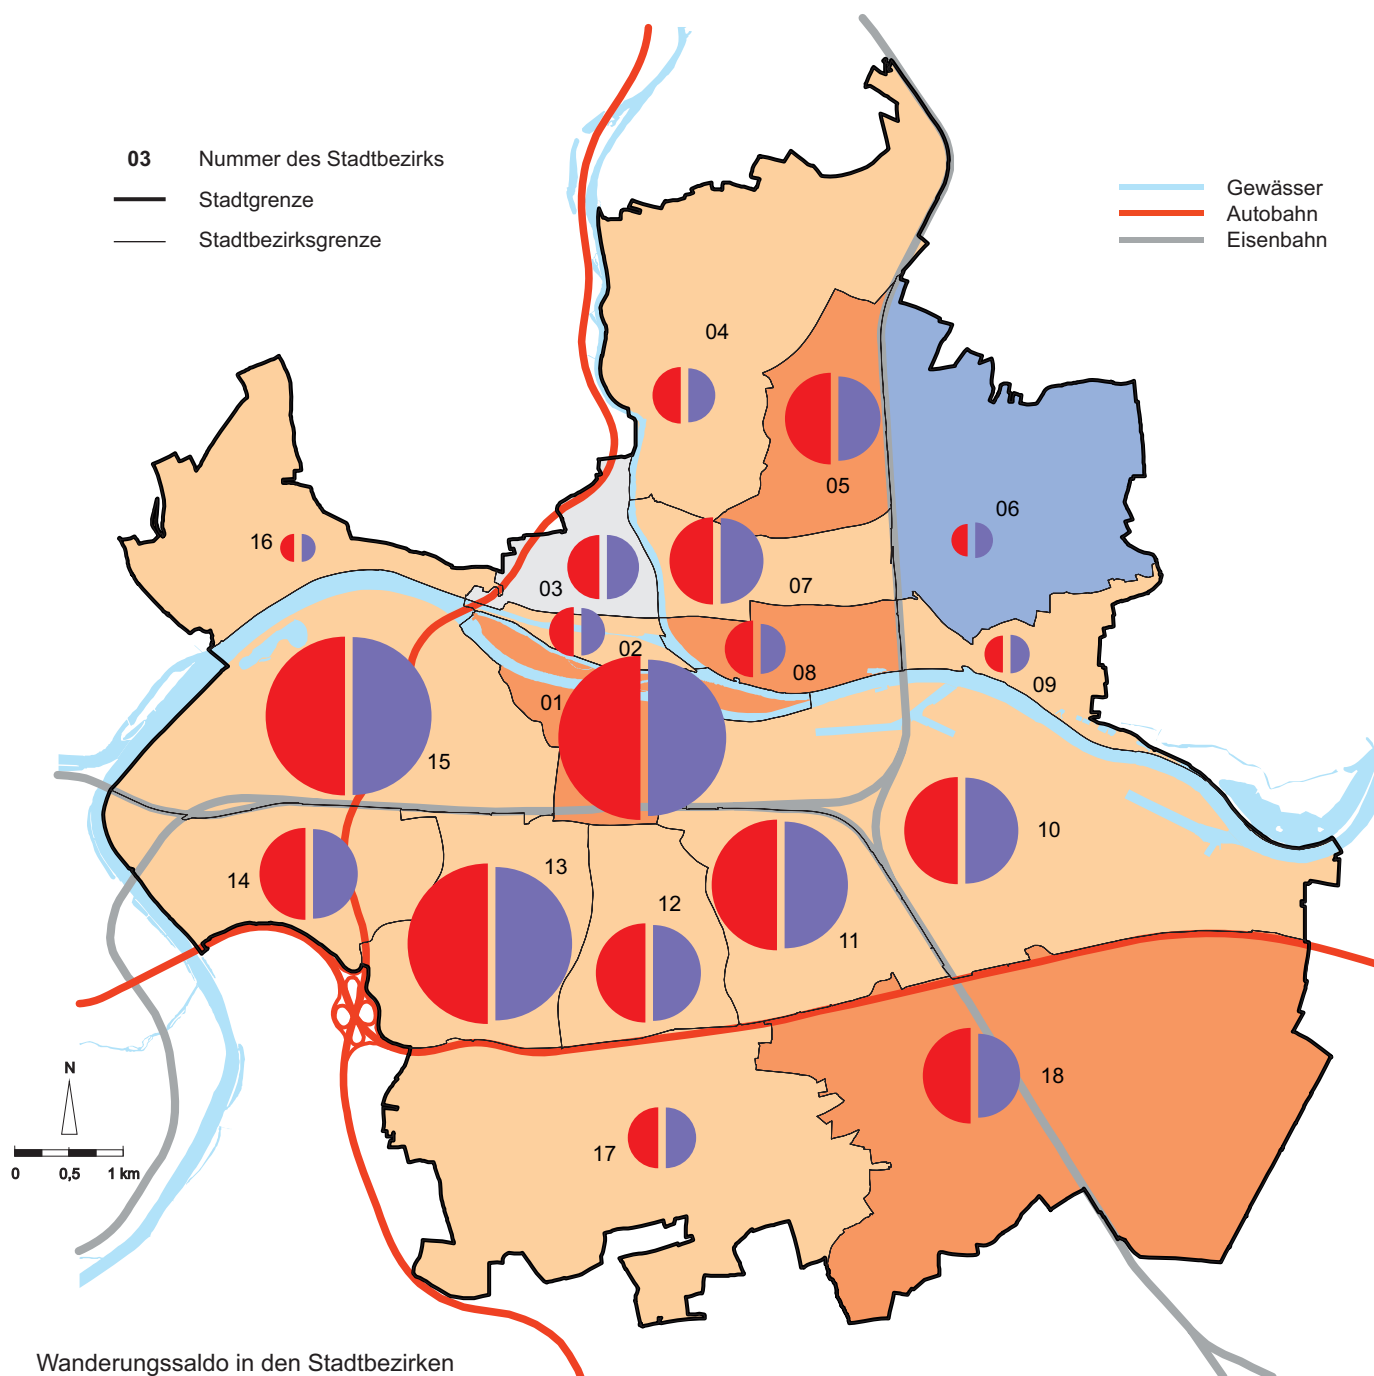 03 Nummer des Stadtbezirks
Stadtgrenze
Stadtbezirksgrenze
Gewässer
Autobahn
Eisenbahn
04
05
06
16
03
07
02
08
09
01
15
10
13
14
12
11
18
17
N
0 0,5 1 km
Wanderungssaldo in den Stadtbezirken